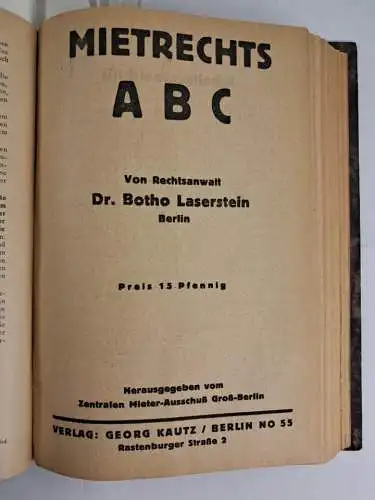 MIETRECHTS
ABC
Von Rechtsanwalt
Dr. Botho Laserstein
Berlin
Preis 15 Pfennig
Herausgegeben vom
Zentralen Mieter-Ausschuß Groß-Berlin
VERLAG: GEORG KAUTZ / BERLIN NO 55
Rastenburger Straße 2